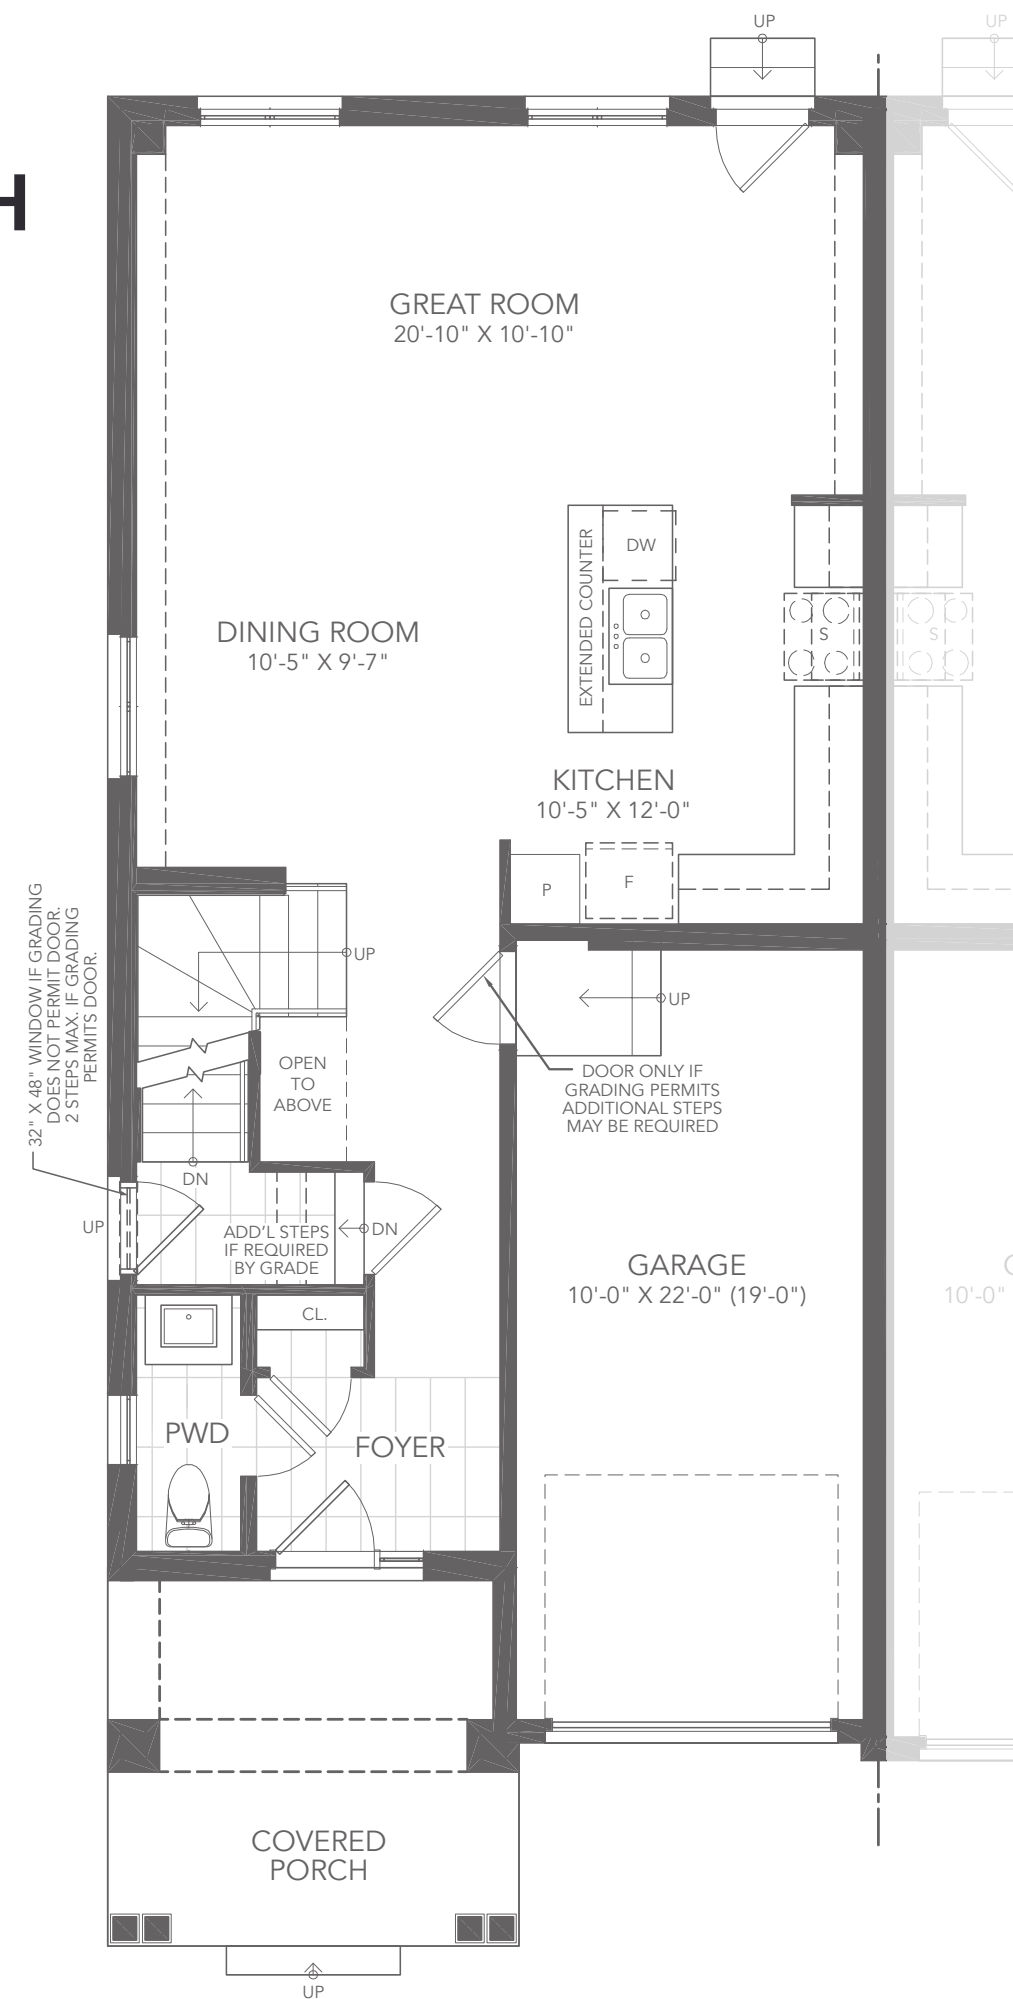 UP
UP
H
GREAT ROOM
20'-10" X 10'-10"
DW
EXTENDED COUNTER
S
S
DINING ROOM
10'-5" X 9'-7"
KITCHEN
10'-5" X 12'-0"
P
F
32" X 48" WINDOW IF GRADING
DOES NOT PERMIT DOOR.
2 STEPS MAX. IF GRADING
PERMITS DOOR.
UP
UP
OPEN
TO
ABOVE
DOOR ONLY IF
GRADING PERMITS
ADDITIONAL STEPS
MAY BE REQUIRED
DN
UP
ADD'L STEPS
IF REQUIRED
BY GRADE
DN
GARAGE
10'-0" X 22'-0" (19'-0")
10'-0"
CL.
PWD
FOYER
COVERED
PORCH
UP